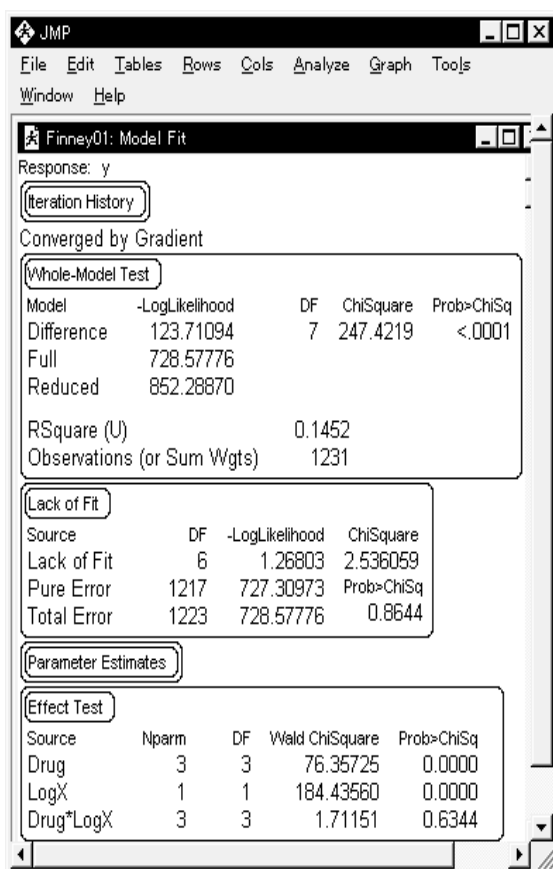 JMP
File Edit Tables Rows Cols Analyze Graph Tools
Window Help
Finney01: Model Fit
Response: y
Iteration History
Converged by Gradient
Whole-Model Test
Model -LogLikelihood DF ChiSquare Prob>ChiSq
Difference 123.71094 7 247.4219 <.0001
Full 728.57776
Reduced 852.28870
RSquare (U) 0.1452
Observations (or Sum Wgts) 1231
Lack of Fit
Source DF -LogLikelihood ChiSquare
Lack of Fit 6 1.26803 2.536059
Pure Error 1217 727.30973 Prob>ChiSq
Total Error 1223 728.57776 0.8644
Parameter Estimates
Effect Test
Source Nparm DF Wald ChiSquare Prob>ChiSq
Drug 3 3 76.35725 0.0000
LogX 1 1 184.43560 0.0000
Drug*LogX 3 3 1.71151 0.6344